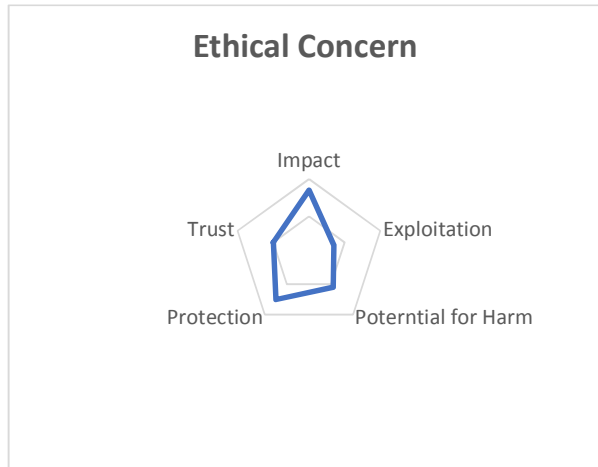 Ethical Concern
Impact
Trust
Exploitation
Protection
Poterntial for Harm